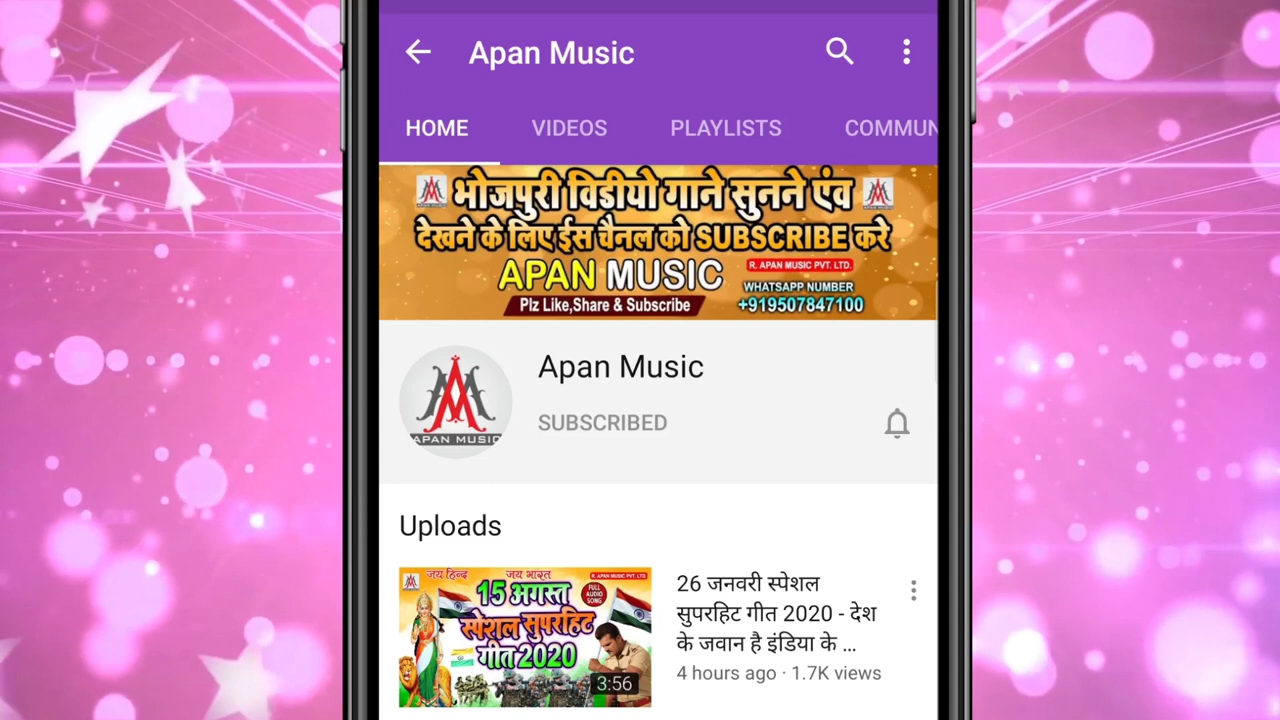 Apan Music
HOME VIDEOS PLAYLISTS COMMUN
भोजपुरी विडीयो गाने सुनने एंव
देखने के लिए ईस चैनल को SUBSCRIBE करे
APAN MUSIC
R. APAN MUSIC PVT. LTD.
Plz Like,Share & Subscribe
WHATSAPP NUMBER
+919507847100
Apan Music
SUBSCRIBED
APAN MUSIC
Uploads
जय हिन्द जय भारत
R. APAN MUSIC PVT. LTD
15 अगस्त
FULL
AUDIO
SONG
स्पेशल सुपरहिट
गीत 2020
3:56
26 जनवरी स्पेशल
सुपरहिट गीत 2020 - देश
के जवान है इंडिया के ...
4 hours ago · 1.7K views